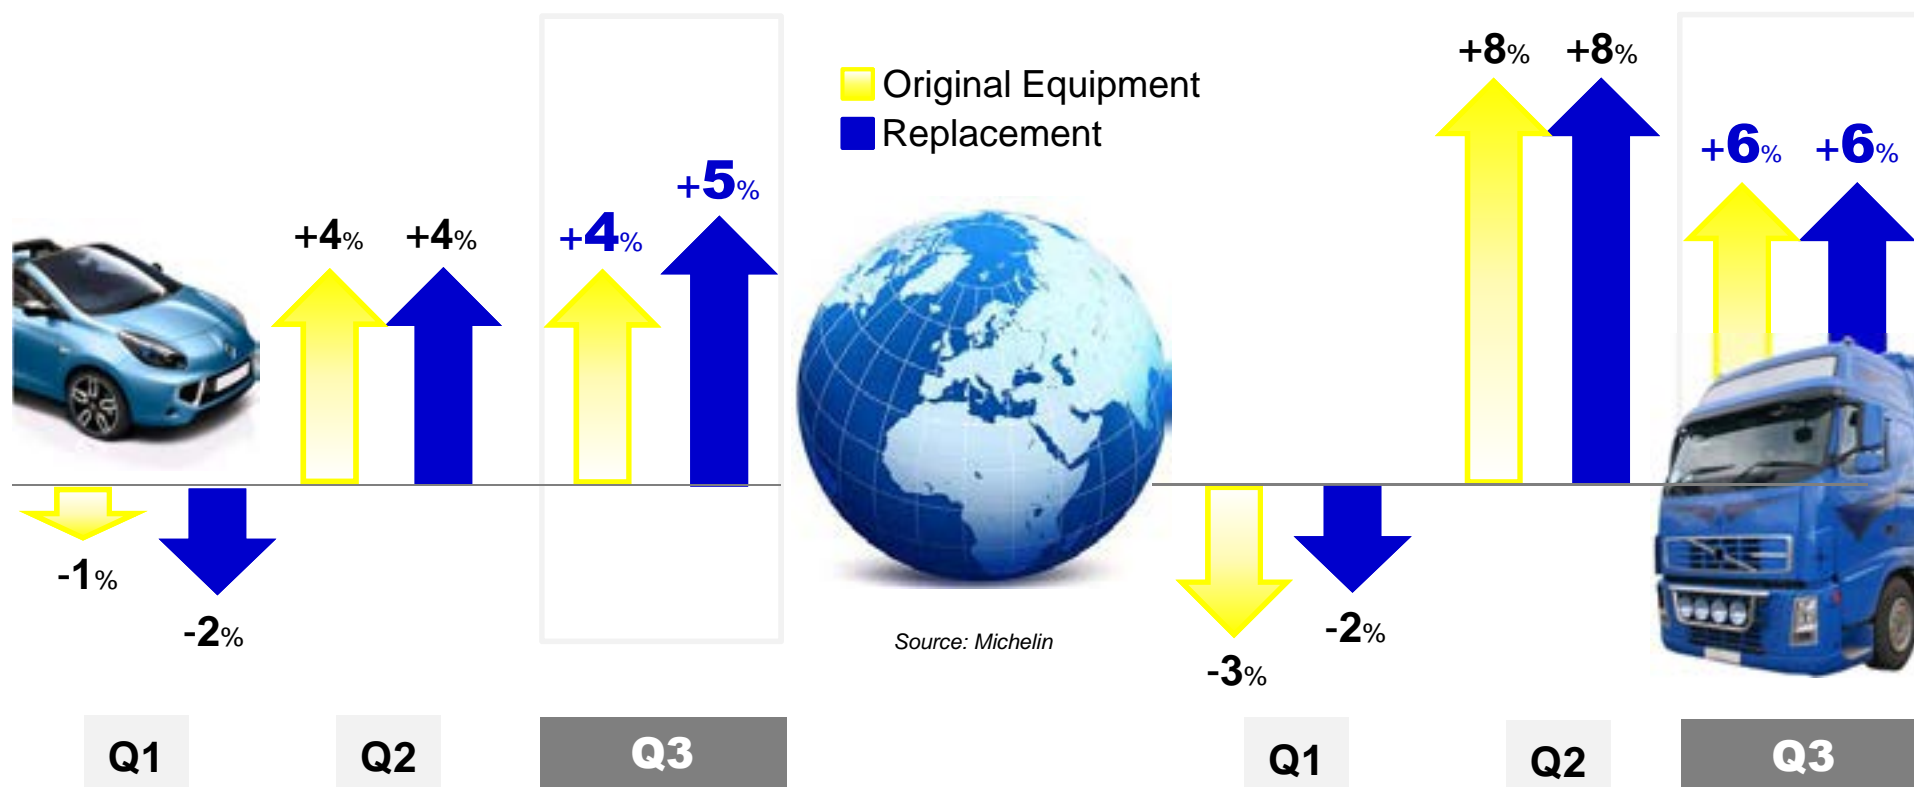 Original Equipment
Replacement
+4%
+4%
+4%
+5%
-1%
-2%
Q1
Q2
Q3
Source: Michelin
+8%
+8%
+6%
+6%
-3%
-2%
Q1
Q2
Q3